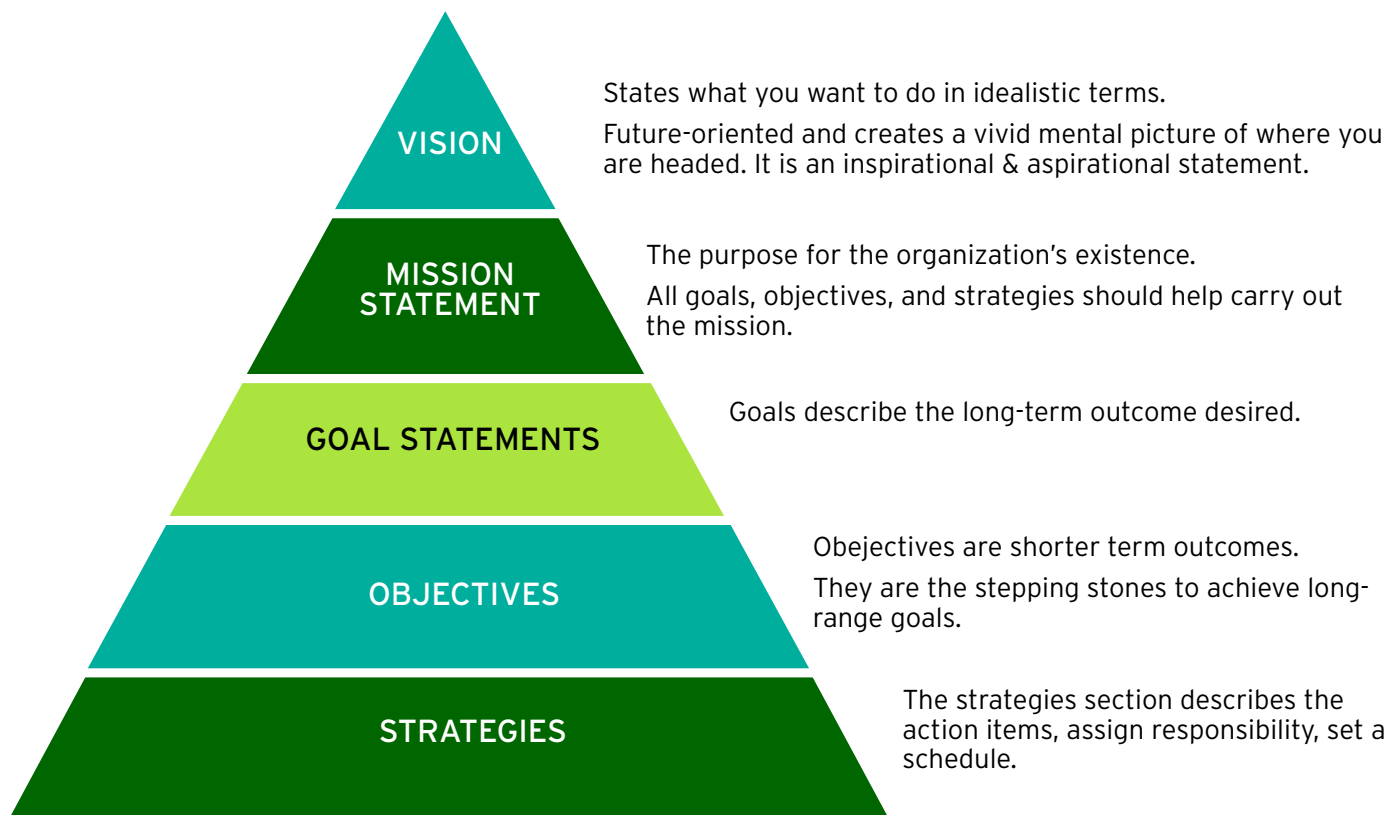 VISION
States what you want to do in idealistic terms.
Future-oriented and creates a vivid mental picture of where you
are headed. It is an inspirational & aspirational statement.
MISSION
STATEMENT
The purpose for the organization's existence.
All goals, objectives, and strategies should help carry out
the mission.
GOAL STATEMENTS
Goals describe the long-term outcome desired.
OBJECTIVES
Obejectives are shorter term outcomes.
They are the stepping stones to achieve long-
range goals.
STRATEGIES
The strategies section describes the
action items, assign responsibility, set a
schedule.